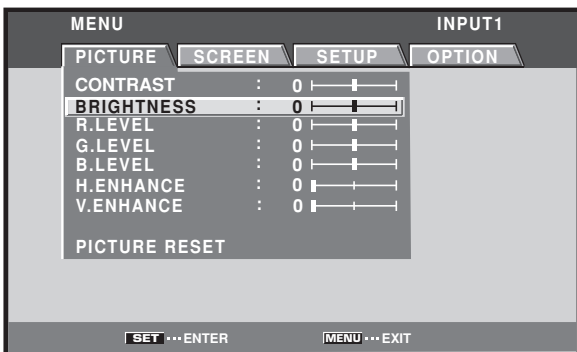 MENU INPUT1
PICTURE SCREEN SETUP OPTION
CONTRAST : 0
BRIGHTNESS : 0
R.LEVEL : 0
G.LEVEL : 0
B.LEVEL : 0
H.ENHANCE : 0
V.ENHANCE : 0
PICTURE RESET
SET ··· ENTER MENU ··· EXIT